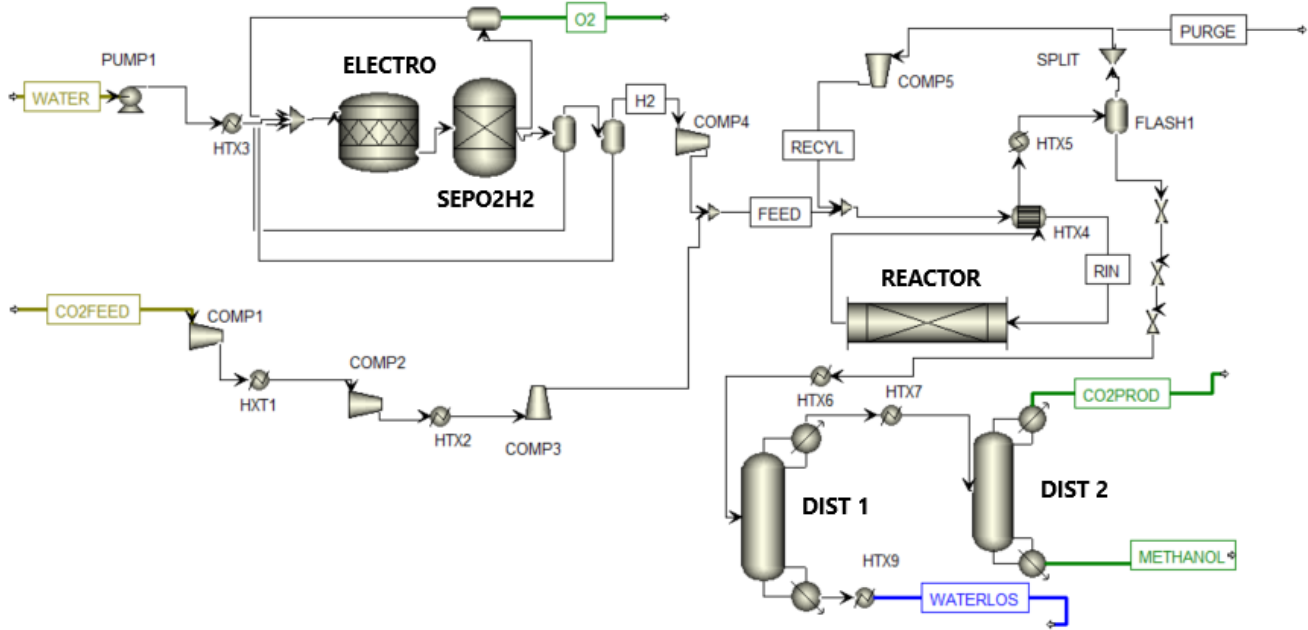 O2
PURGE
PUMP1
ELECTRO
SPLIT
COMP5
WATER
H2
COMP4
FLASH1
HTX3
RECYL
HTX5
SEPO2H2
FEED
HTX4
REACTOR
RIN
CO2FEED
COMP1
COMP2
HXT1
HTX6
HTX7
CO2PROD
HTX2
COMP3
DIST 1
DIST 2
HTX9
METHANOL
WATERLOS